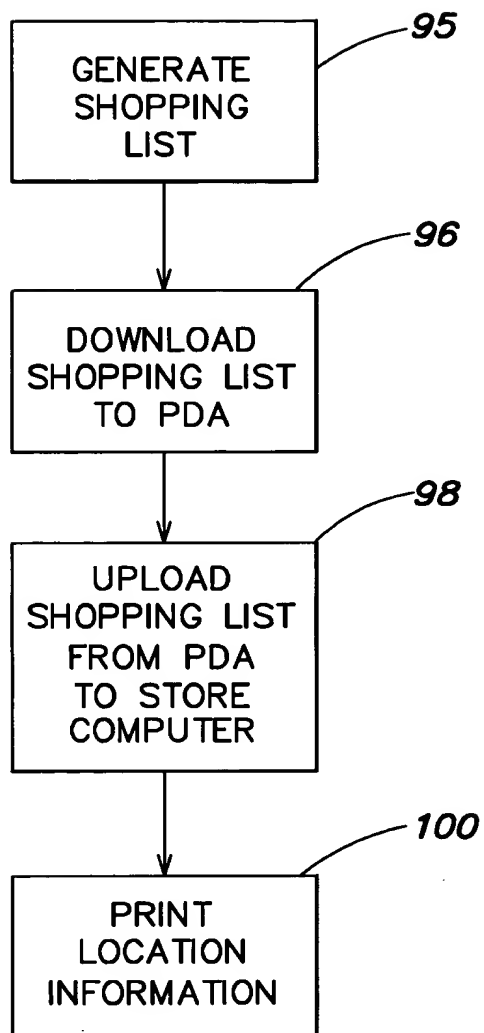 95
GENERATE
SHOPPING
LIST
96
DOWNLOAD
SHOPPING LIST
TO PDA
98
UPLOAD
SHOPPING LIST
FROM PDA
TO STORE
COMPUTER
100
PRINT
LOCATION
INFORMATION